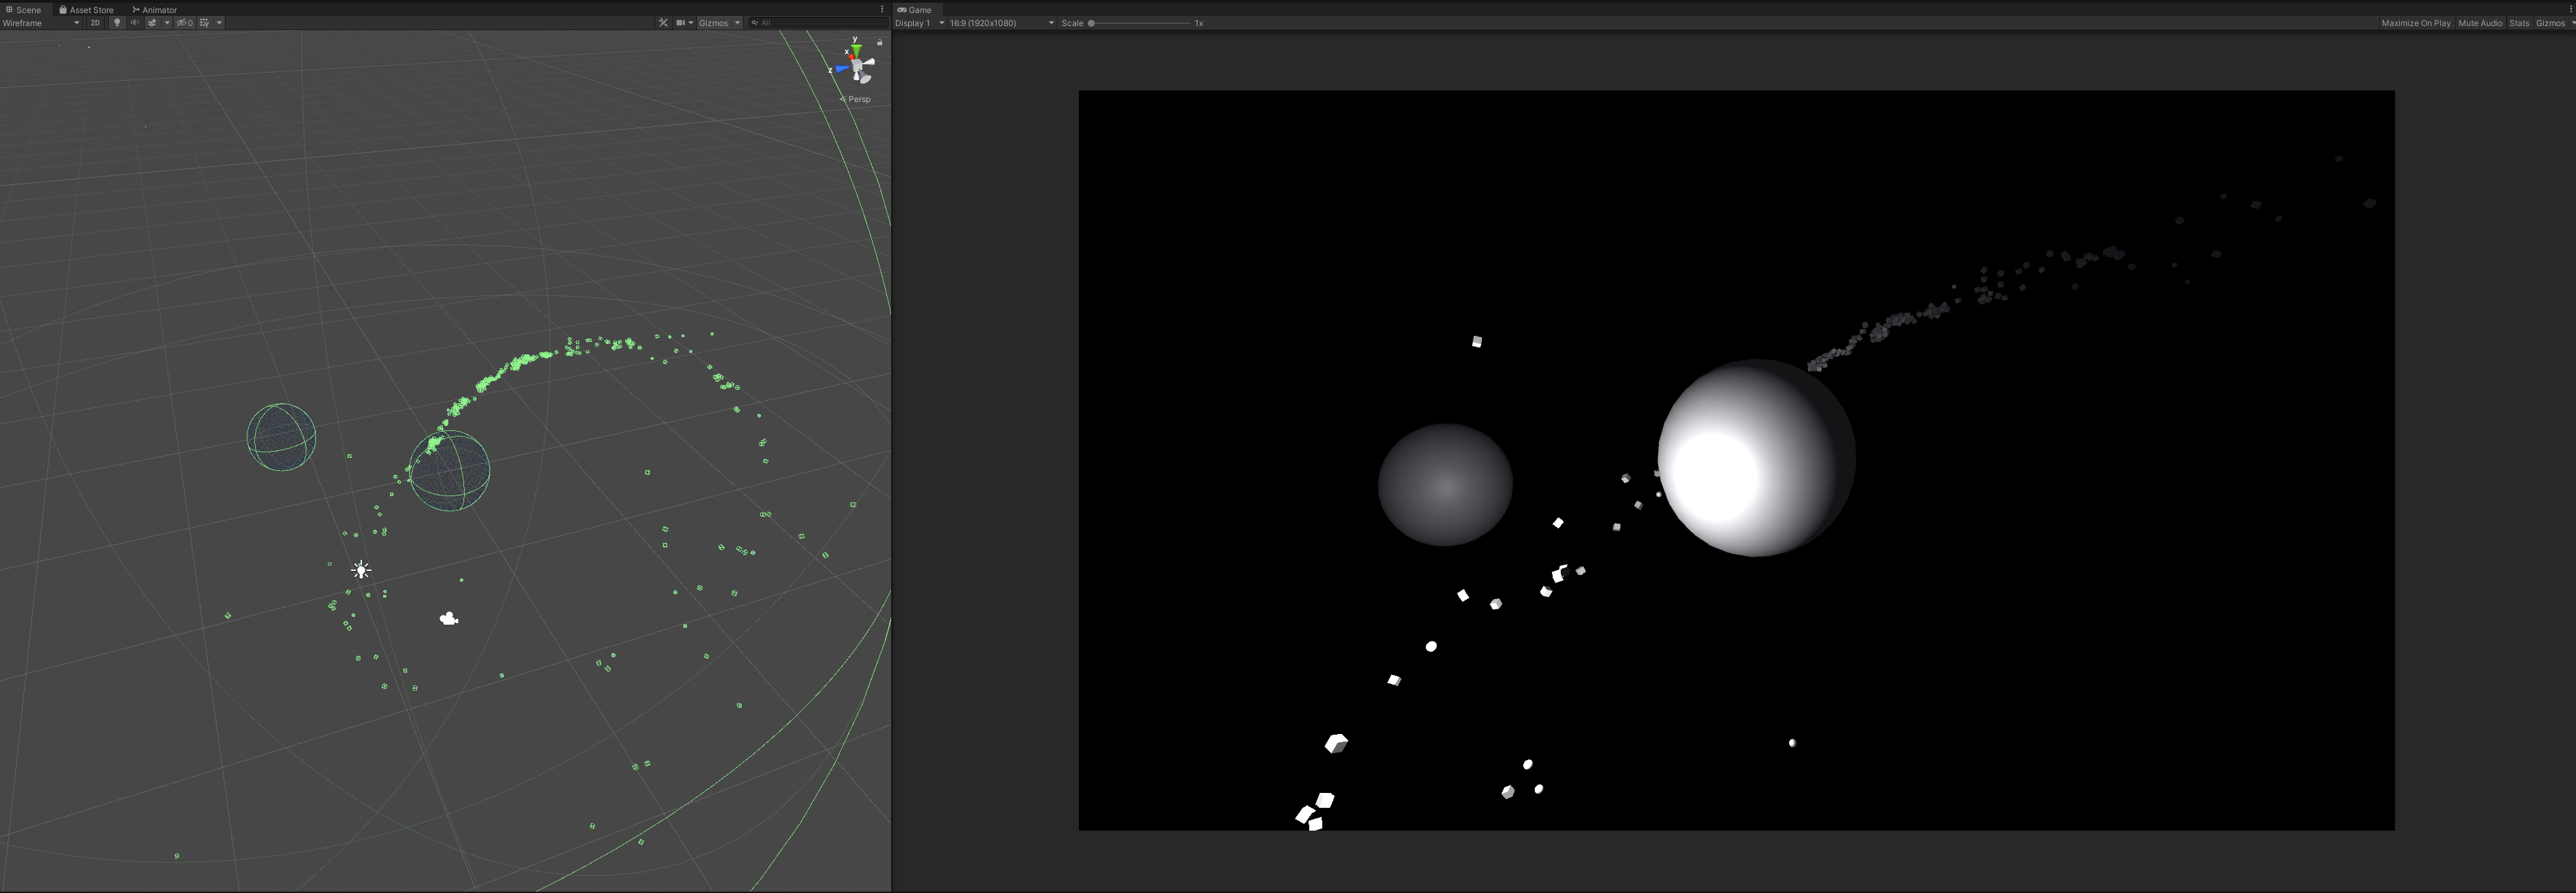 Scene Asset Store Animator
Wireframe 2D 0 Gizmos All
y
x
z
Persp
Game
Display 1 16:9 (1920x1080) Scale 1x Maximize On Play Mute Audio Stats Gizmos